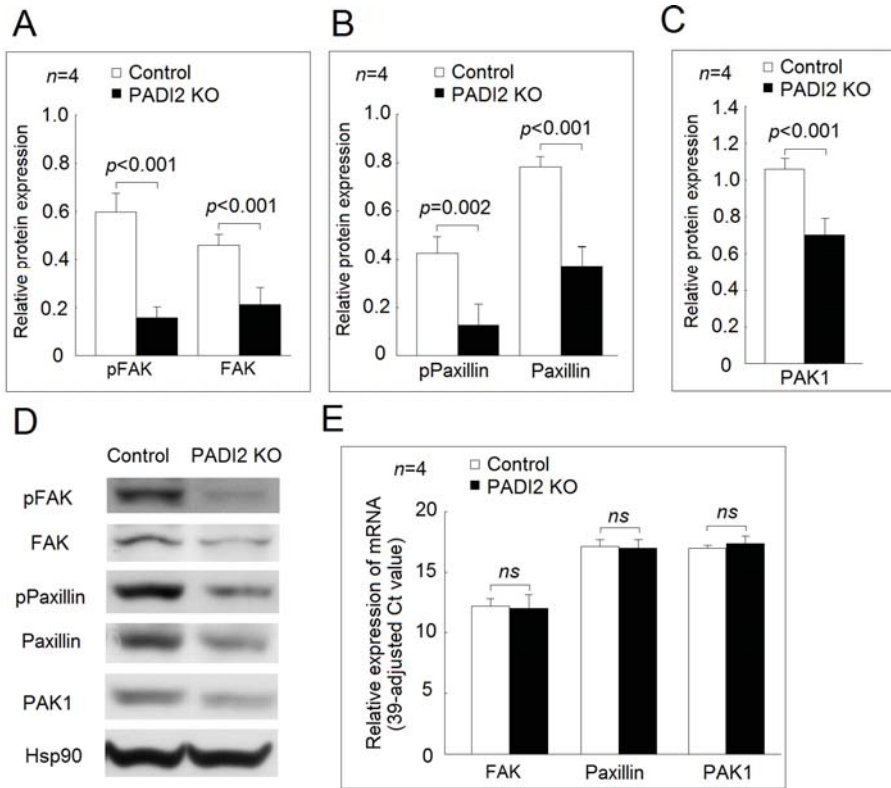 A
n=4
Control
PADI2 KO
Relative protein expression
1.0
0.8
0.6
0.4
0.2
0
p<0.001
p<0.001
pFAK
FAK
B
n=4
Control
PADI2 KO
Relative protein expression
1.0
0.8
0.6
0.4
0.2
0
p=0.002
p<0.001
pPaxillin
Paxillin
C
n=4
Control
PADI2 KO
Relative protein expression
1.4
1.2
1.0
0.8
0.6
0.4
0.2
0
p<0.001
PAK1
D
Control PADI2 KO
pFAK
FAK
pPaxillin
Paxillin
PAK1
Hsp90
E
n=4
Control
PADI2 KO
Relative expression of mRNA
(39-adjusted Ct value)
20
15
10
5
0
ns
ns
ns
FAK
Paxillin
PAK1